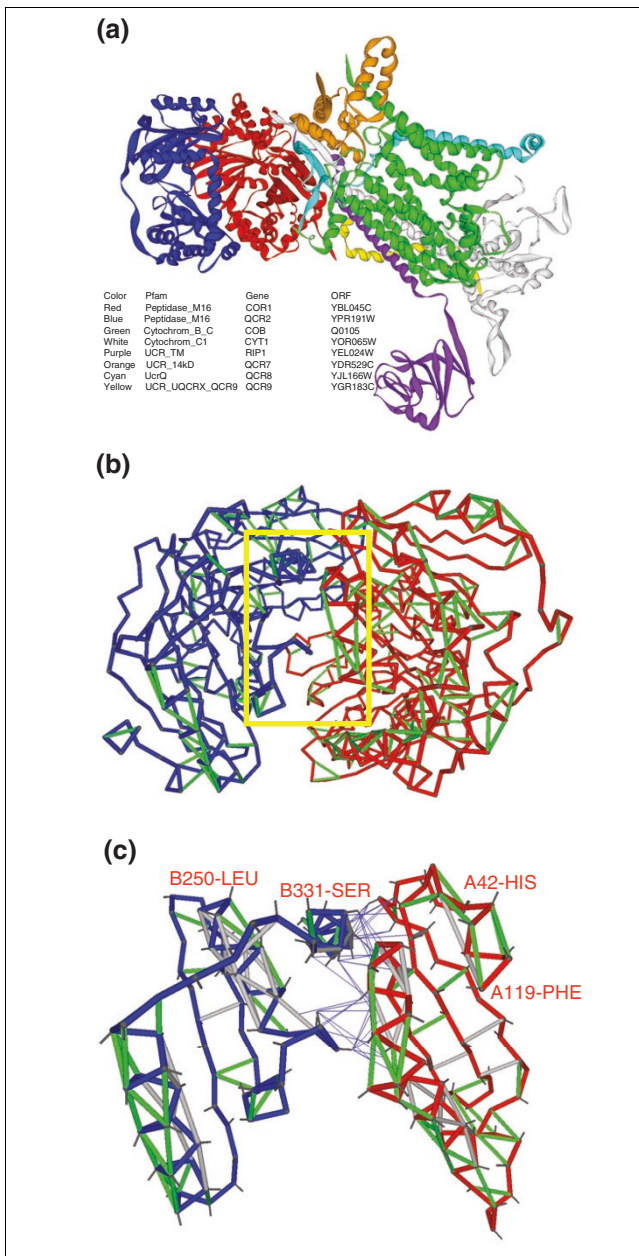 (a)
Color Pfam Gene ORF
Red Peptidase_M16 COR1 YBL045C
Blue Peptidase_M16 QCR2 YPR191W
Green Cytochrom_B_C COB Q0105
White Cytochrom_C1 CYT1 YOR065W
Purple UCR_TM RIP1 YEL024W
Orange UCR_14kD QCR7 YDR529C
Cyan UcrQ QCR8 YJL166W
Yellow UCR_UQCRX_QCR9 QCR9 YGR183C
(b)
(c)
B250-LEU
B331-SER
A42-HIS
A119-PHE